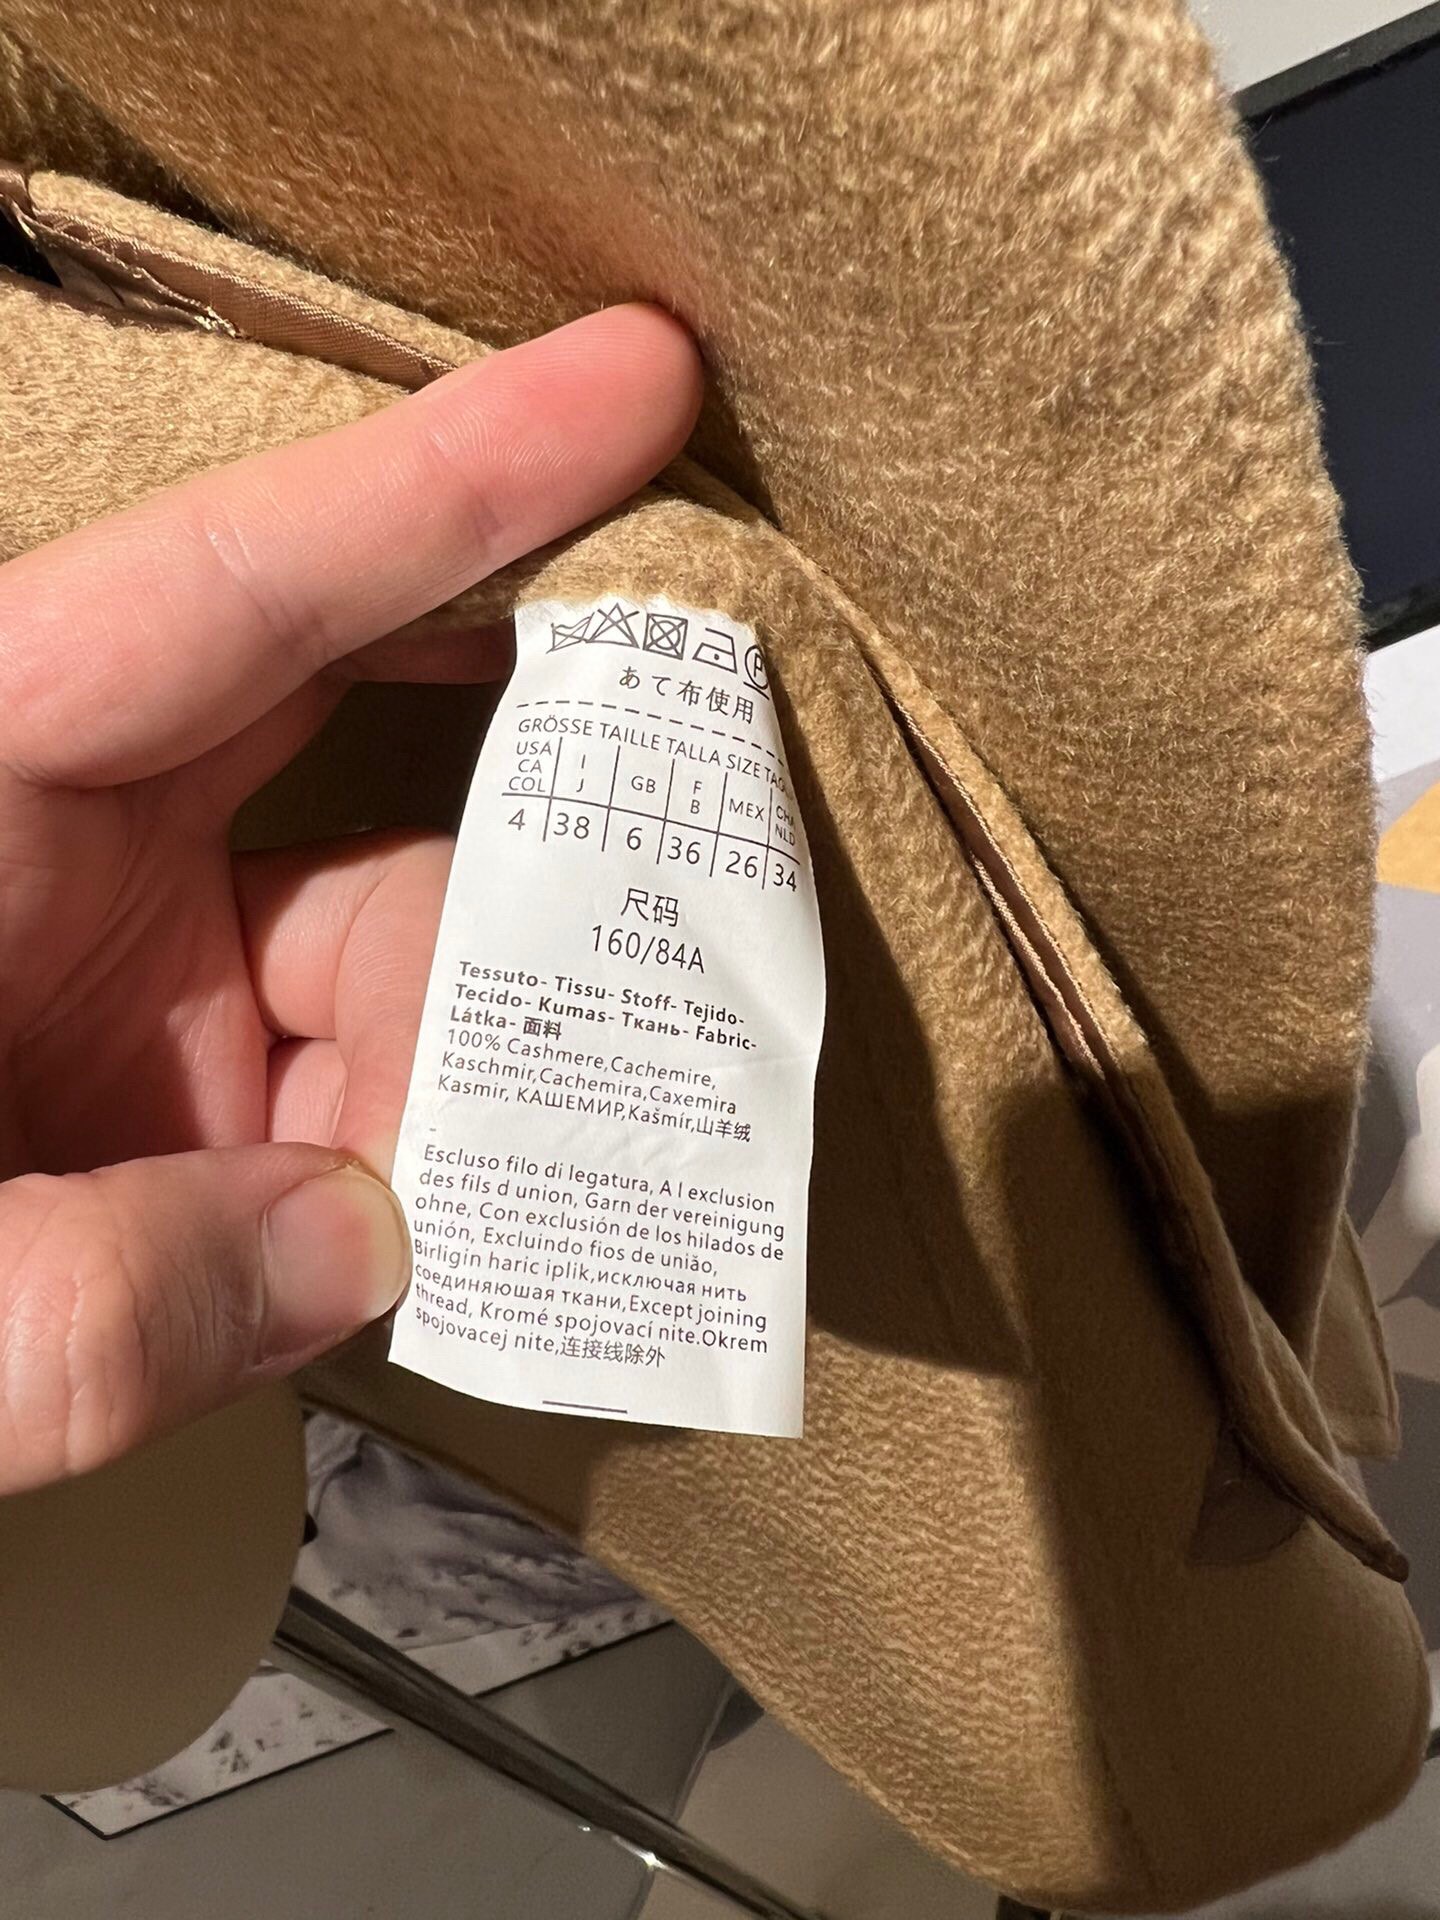 P
あて布使用
GRÖSSE TAILLE TALLA SIZE
USA CA COL | I J | GB | F B | MEX | NLD
4 | 38 | 6 | 36 | 26 | 34
尺码
160/84A
Tessuto- Tissu- Stoff- Tejido-
Tecido- Kumas- Ткань- Fabric-
Látka- 面料
100% Cashmere,Cachemire,
Kaschmir,Cachemira,Caxemira
Kasmir, КАШЕМИР,Kašmír,山羊绒
-
Escluso filo di legatura, A l exclusion
des fils d union, Garn der vereinigung
ohne, Con exclusión de los hilados de
unión, Excluindo fios de união,
Birligin haric iplik,исключая нить
соединяюшая ткани,Except joining
thread, Kromé spojovací nite.Okrem
spojovacej nite,连接线除外